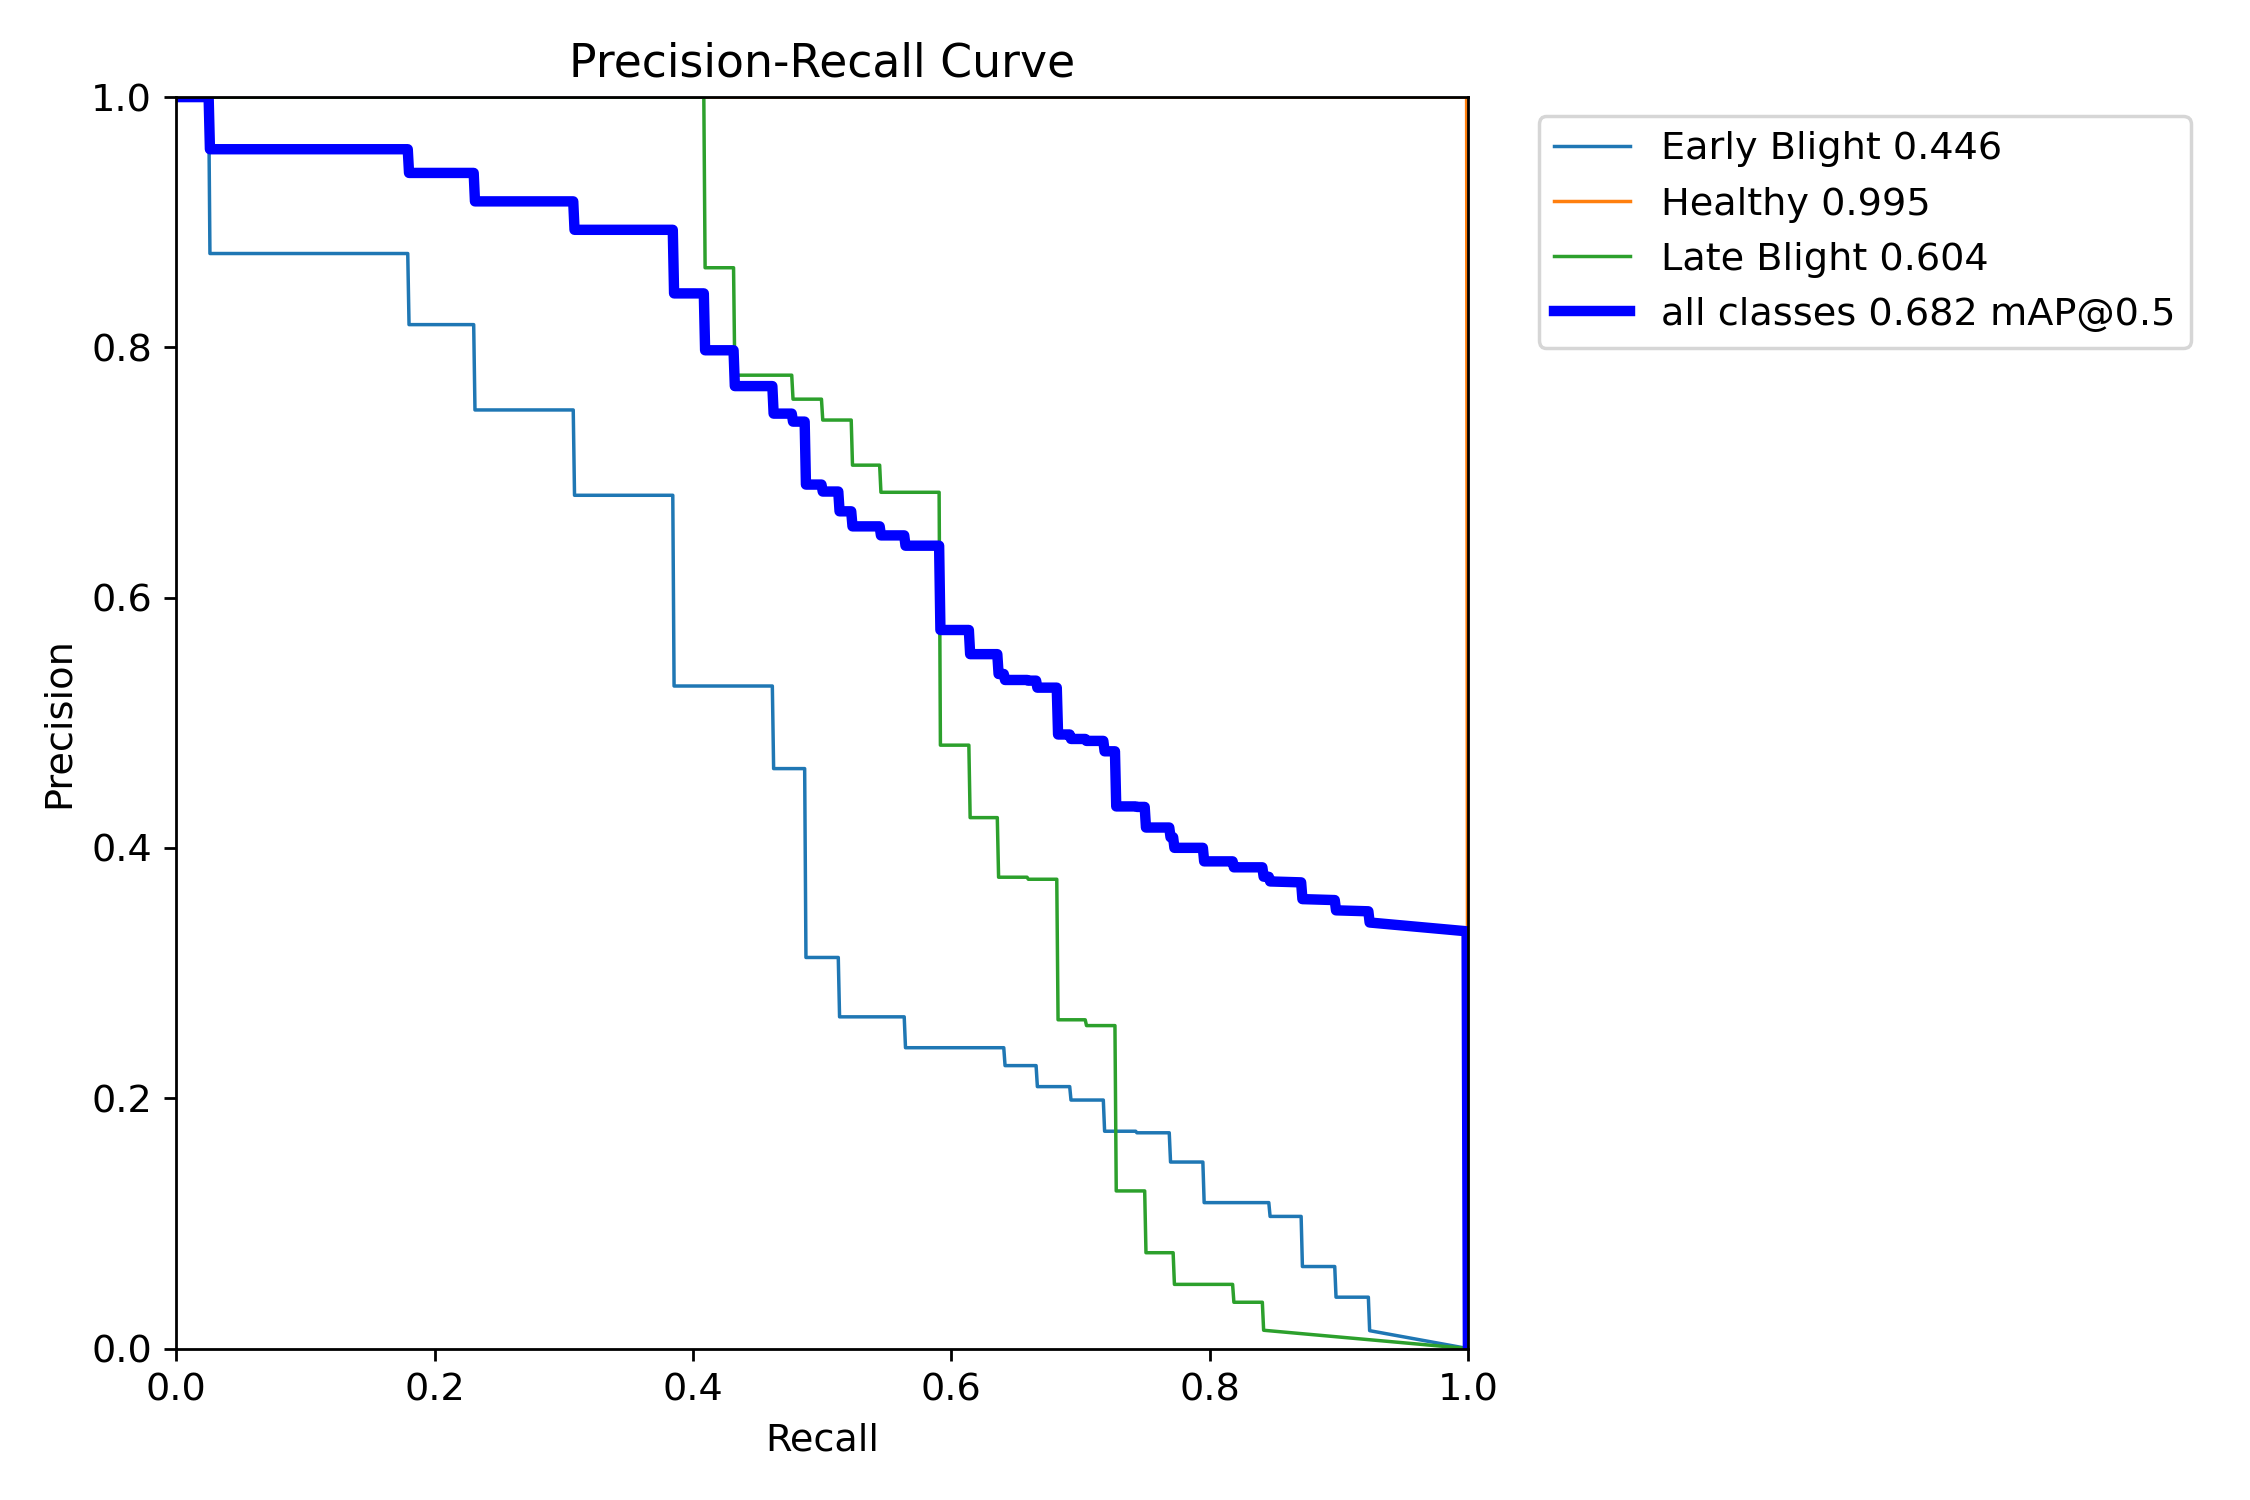 Precision-Recall Curve
1.0
0.8
0.6
0.4
0.2
0.0
Precision
0.0 0.2 0.4 0.6 0.8 1.0
Recall
Early Blight 0.446
Healthy 0.995
Late Blight 0.604
all classes 0.682 mAP@0.5